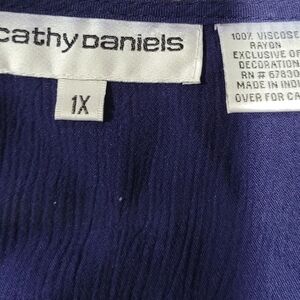 cathy Daniels
1X
100% VISCOSE
RAYON
EXCLUSIVE OF
DECORATION
RN # 67830
MADE IN INDI
OVER FOR CA